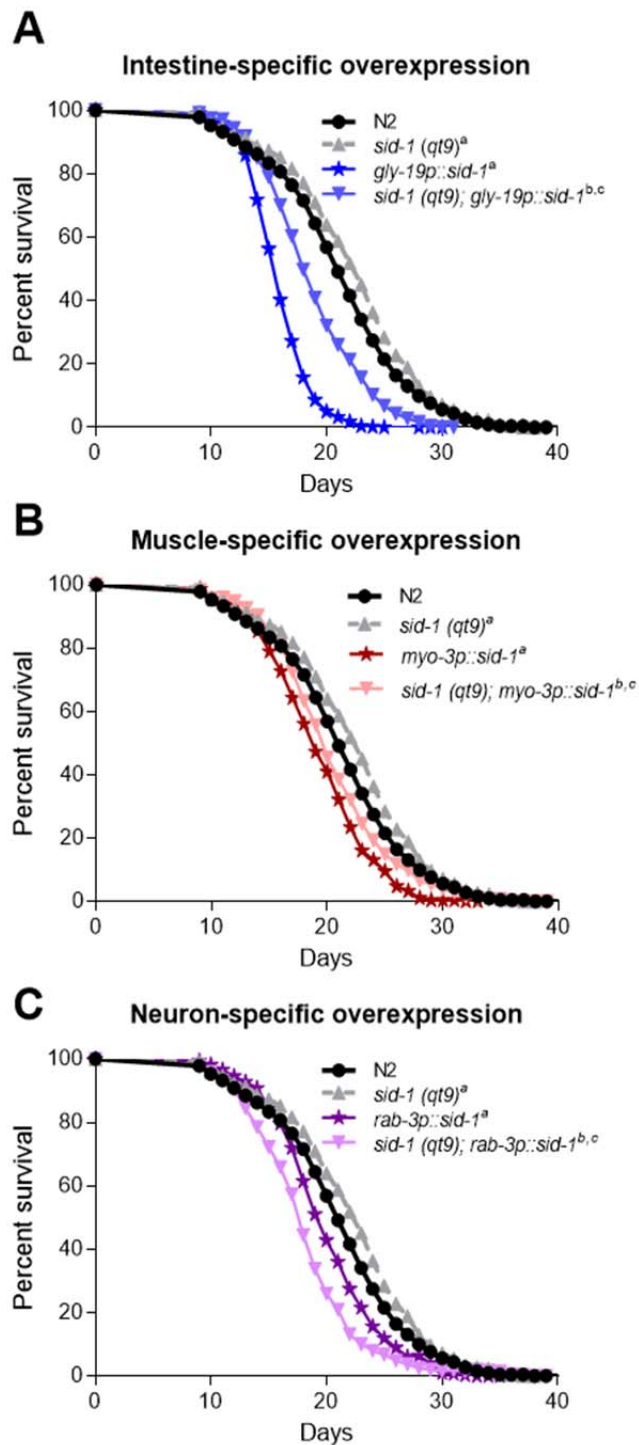 A
Intestine-specific overexpression
100
80
60
40
20
0
Percent survival
N2
sid-1 (qt9)ᵃ
gly-19p::sid-1ᵃ
sid-1 (qt9); gly-19p::sid-1ᵇ,ᶜ
0 10 20 30 40
Days
B
Muscle-specific overexpression
100
80
60
40
20
0
Percent survival
N2
sid-1 (qt9)ᵃ
myo-3p::sid-1ᵃ
sid-1 (qt9); myo-3p::sid-1ᵇ,ᶜ
0 10 20 30 40
Days
C
Neuron-specific overexpression
100
80
60
40
20
0
Percent survival
N2
sid-1 (qt9)ᵃ
rab-3p::sid-1ᵃ
sid-1 (qt9); rab-3p::sid-1ᵇ,ᶜ
0 10 20 30 40
Days